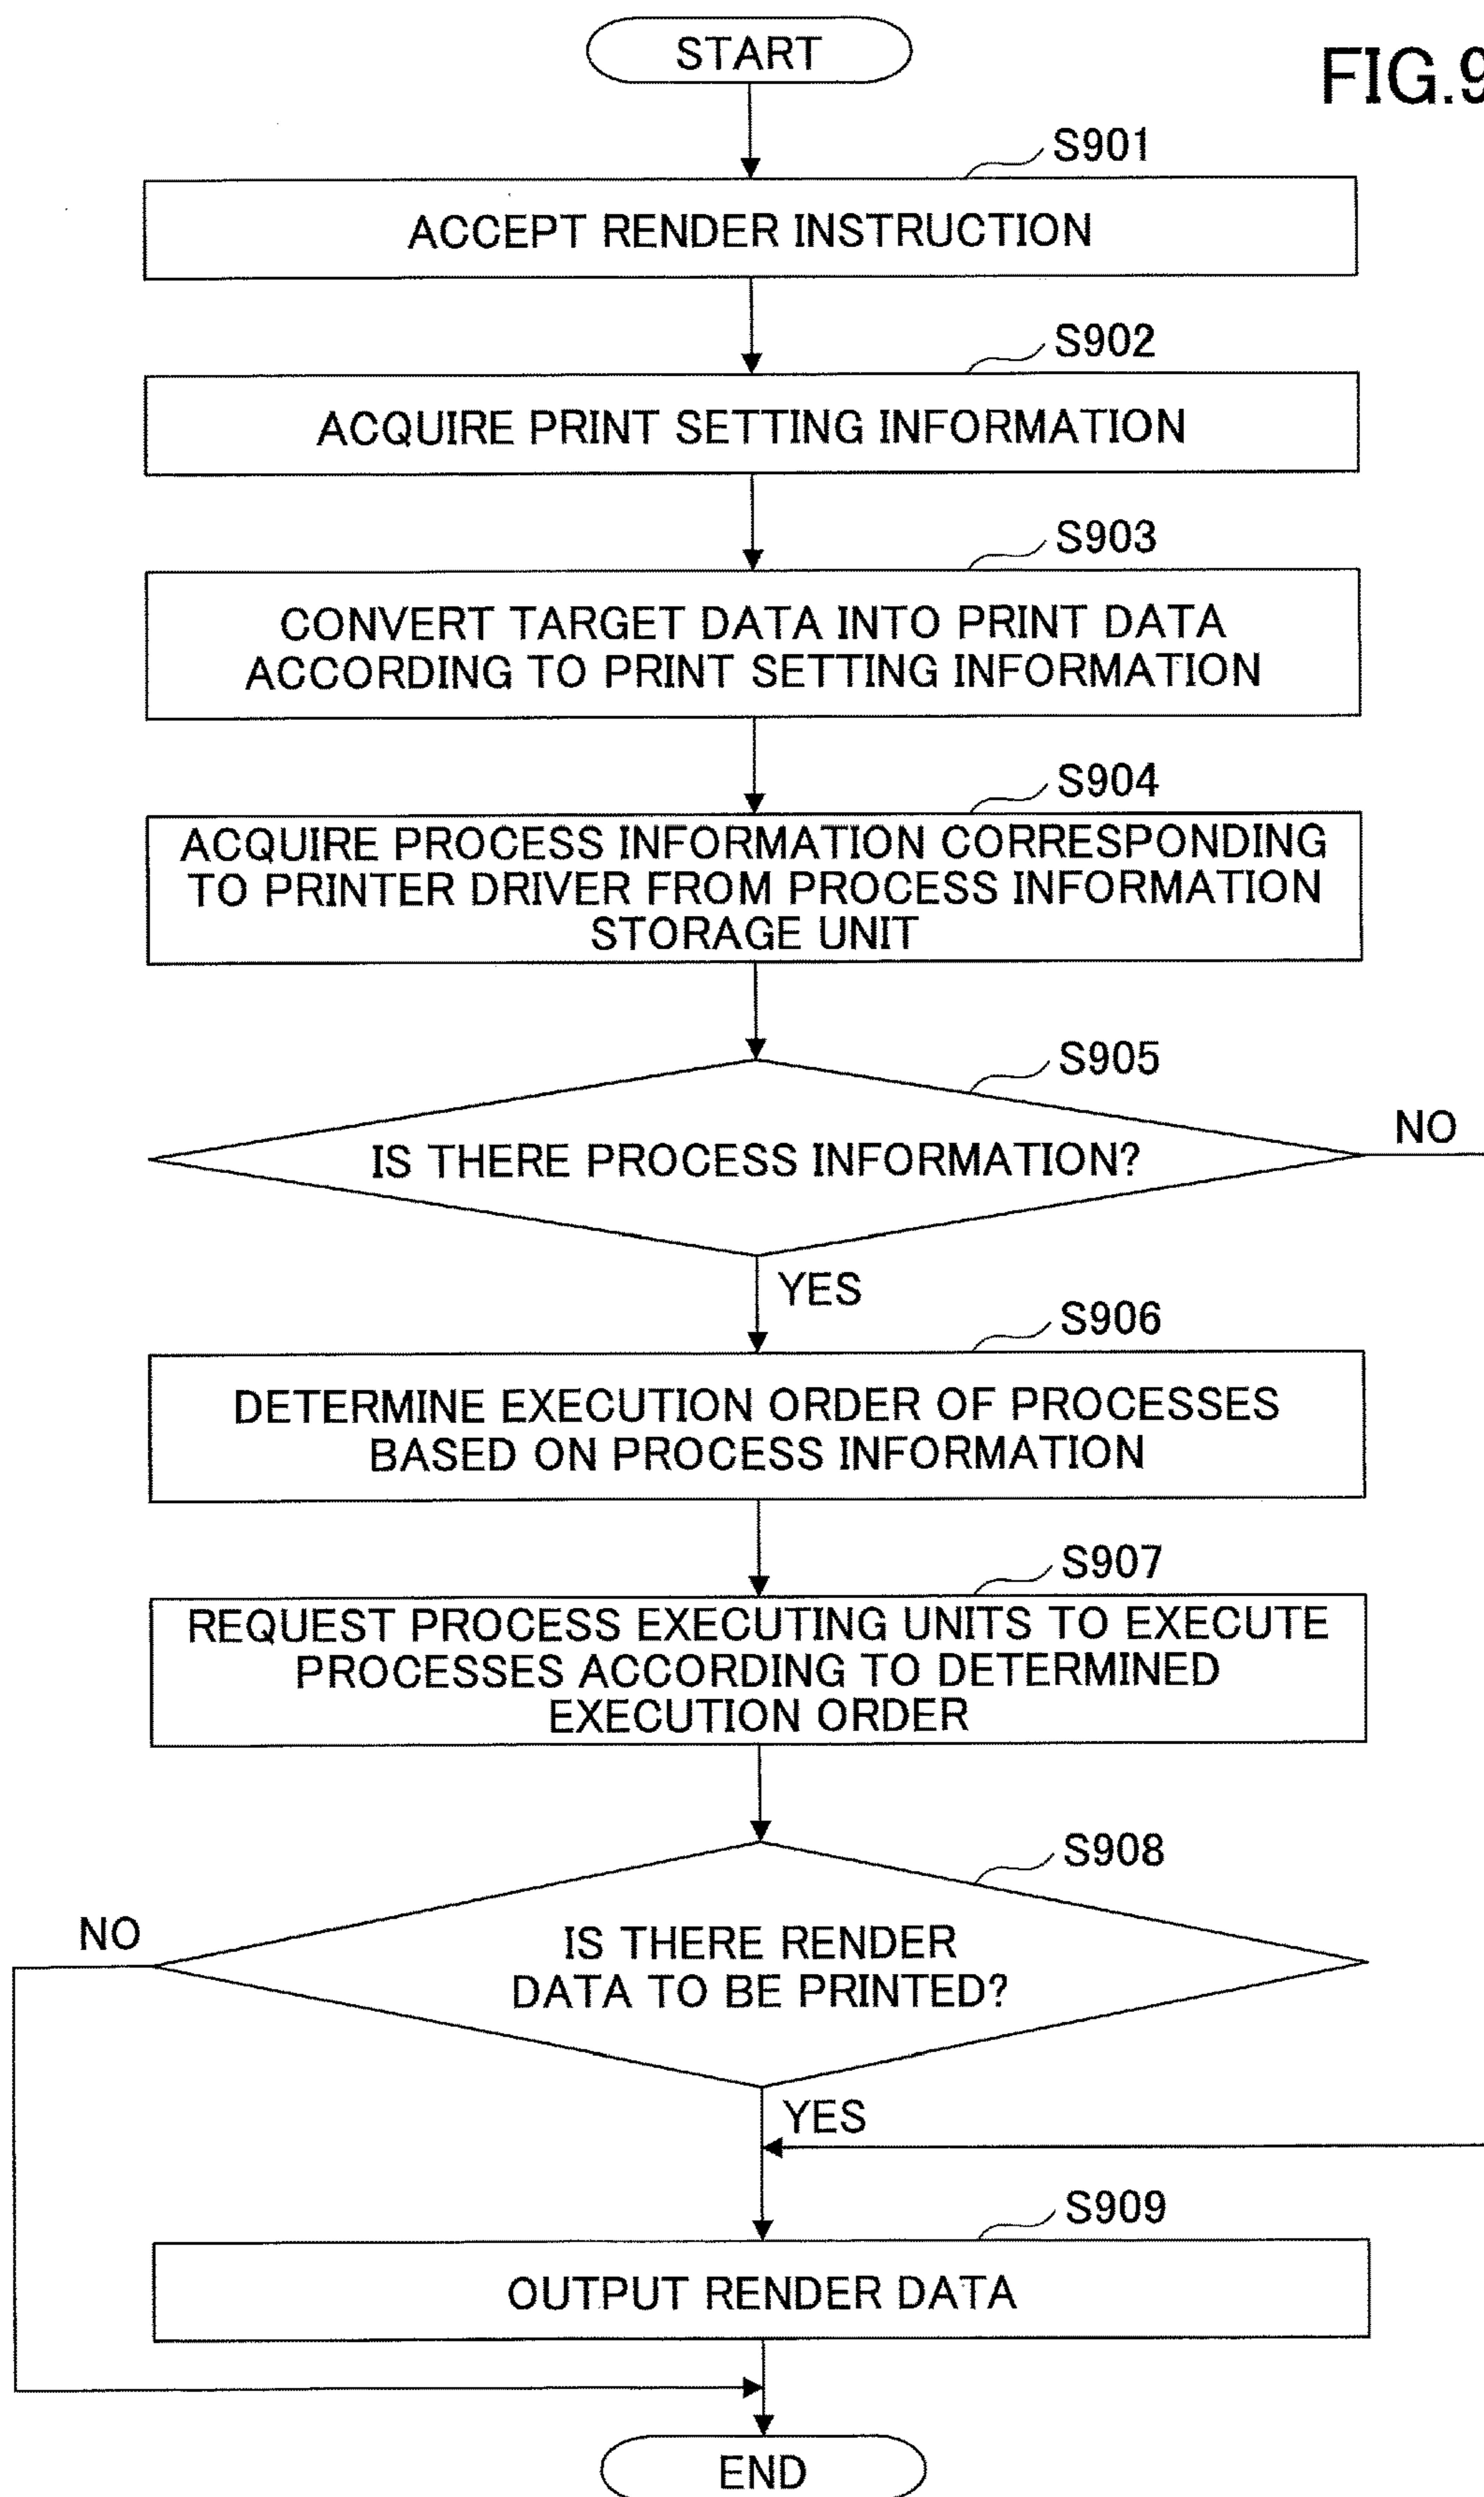 START
FIG.9
S901
ACCEPT RENDER INSTRUCTION
S902
ACQUIRE PRINT SETTING INFORMATION
S903
CONVERT TARGET DATA INTO PRINT DATA
ACCORDING TO PRINT SETTING INFORMATION
S904
ACQUIRE PROCESS INFORMATION CORRESPONDING
TO PRINTER DRIVER FROM PROCESS INFORMATION
STORAGE UNIT
S905
NO
IS THERE PROCESS INFORMATION?
YES
S906
DETERMINE EXECUTION ORDER OF PROCESSES
BASED ON PROCESS INFORMATION
S907
REQUEST PROCESS EXECUTING UNITS TO EXECUTE
PROCESSES ACCORDING TO DETERMINED
EXECUTION ORDER
S908
NO
IS THERE RENDER
DATA TO BE PRINTED?
YES
S909
OUTPUT RENDER DATA
END